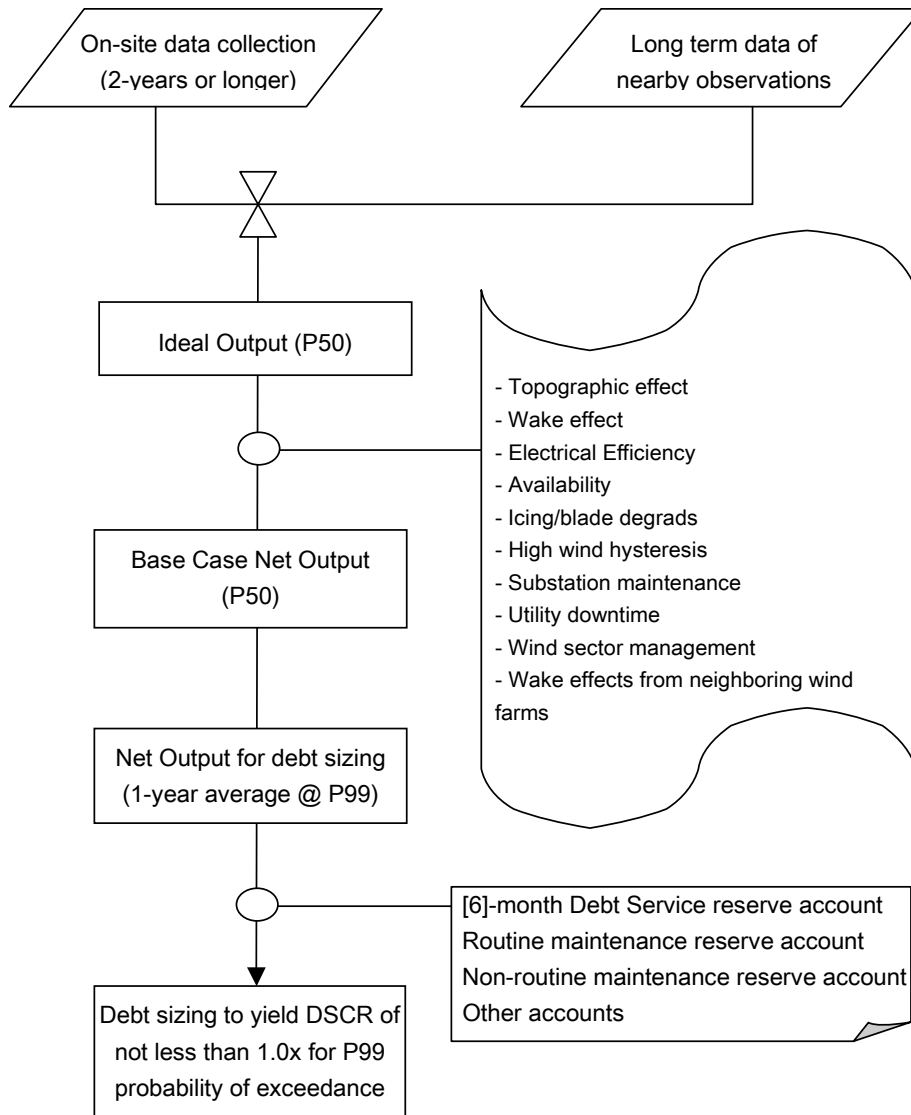 On-site data collection
(2-years or longer)
Long term data of
nearby observations
Ideal Output (P50)
- Topographic effect
- Wake effect
- Electrical Efficiency
- Availability
- Icing/blade degrads
- High wind hysteresis
- Substation maintenance
- Utility downtime
- Wind sector management
- Wake effects from neighboring wind
farms
Base Case Net Output
(P50)
Net Output for debt sizing
(1-year average @ P99)
[6]-month Debt Service reserve account
Routine maintenance reserve account
Non-routine maintenance reserve account
Other accounts
Debt sizing to yield DSCR of
not less than 1.0x for P99
probability of exceedance